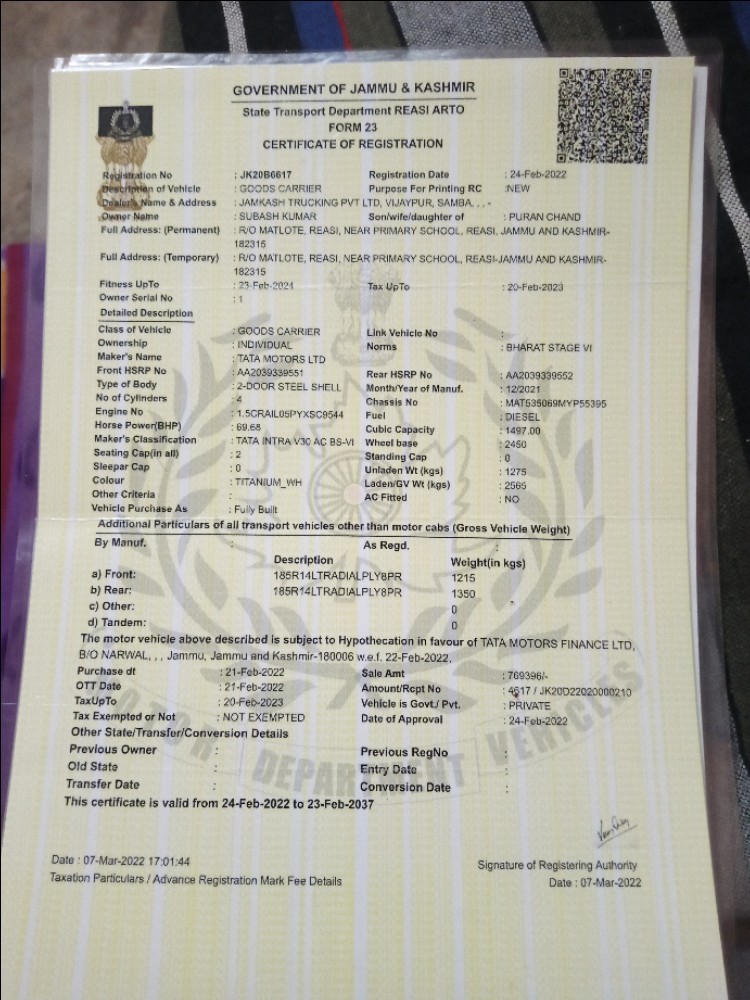 GOVERNMENT OF JAMMU & KASHMIR
State Transport Department REASI ARTO
FORM 23
CERTIFICATE OF REGISTRATION
Registration No : JK20B6617 Registration Date : 24-Feb-2022
Description of Vehicle : GOODS CARRIER Purpose For Printing RC :NEW
Dealer's Name & Address : JAMKASH TRUCKING PVT LTD, VIJAYPUR, SAMBA, , , -
Owner Name : SUBASH KUMAR Son/wife/daughter of : PURAN CHAND
Full Address: (Permanent) : R/O MATLOTE, REASI, NEAR PRIMARY SCHOOL, REASI, JAMMU AND KASHMIR-
182315
Full Address: (Temporary) : R/O MATLOTE, REASI, NEAR PRIMARY SCHOOL, REASI-JAMMU AND KASHMIR-
182315
Fitness UpTo : 23-Feb-2024 Tax UpTo : 20-Feb-2023
Owner Serial No : 1
Detailed Description
Class of Vehicle : GOODS CARRIER Link Vehicle No :
Ownership : INDIVIDUAL Norms : BHARAT STAGE VI
Maker's Name : TATA MOTORS LTD
Front HSRP No : AA2039339551 Rear HSRP No : AA2039339552
Type of Body : 2-DOOR STEEL SHELL Month/Year of Manuf. : 12/2021
No of Cylinders : 4 Chassis No : MAT535069MYP55395
Engine No : 1.5CRAIL05PYXSC9544 Fuel : DIESEL
Horse Power(BHP) : 69.68 Cubic Capacity : 1497.00
Maker's Classification : TATA INTRA V30 AC BS-VI Wheel base : 2450
Seating Cap(in all) : 2 Standing Cap : 0
Sleepar Cap : 0 Unladen Wt (kgs) : 1275
Colour : TITANIUM_WH Laden/GV Wt (kgs) : 2565
Other Criteria : AC Fitted : NO
Vehicle Purchase As : Fully Built
Additional Particulars of all transport vehicles other than motor cabs (Gross Vehicle Weight)
By Manuf. : As Regd. :
Description Weight(in kgs)
a) Front: 185R14LTRADIALPLY8PR 1215
b) Rear: 185R14LTRADIALPLY8PR 1350
c) Other: 0
d) Tandem: 0
The motor vehicle above described is subject to Hypothecation in favour of TATA MOTORS FINANCE LTD,
B/O NARWAL, , , Jammu, Jammu and Kashmir-180006 w.e.f. 22-Feb-2022.
Purchase dt : 21-Feb-2022 Sale Amt : 769396/-
OTT Date : 21-Feb-2022 Amount/Rcpt No : 4617 / JK20D22020000210
TaxUpTo : 20-Feb-2023 Vehicle is Govt./ Pvt. : PRIVATE
Tax Exempted or Not : NOT EXEMPTED Date of Approval : 24-Feb-2022
Other State/Transfer/Conversion Details
Previous Owner : Previous RegNo :
Old State : Entry Date :
Transfer Date : Conversion Date :
This certificate is valid from 24-Feb-2022 to 23-Feb-2037
MOTOR VEHICLES DEPARTMENT
Date : 07-Mar-2022 17:01:44 Signature of Registering Authority
Taxation Particulars / Advance Registration Mark Fee Details Date : 07-Mar-2022